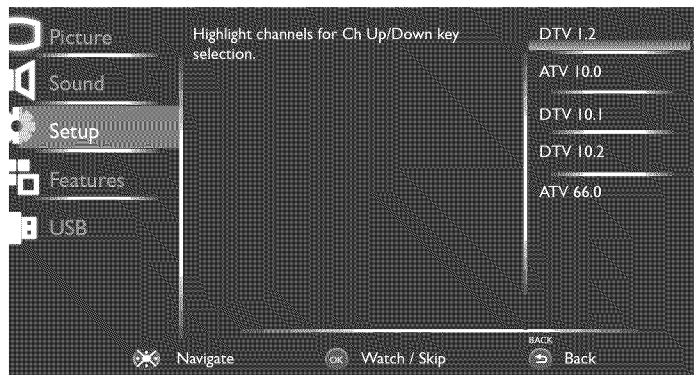 Picture
Sound
Setup
Features
USB
Highlight channels for Ch Up/Down key
selection.
DTV 1.2
ATV 10.0
DTV 10.1
DTV 10.2
ATV 66.0
Navigate
OK
Watch / Skip
BACK
Back